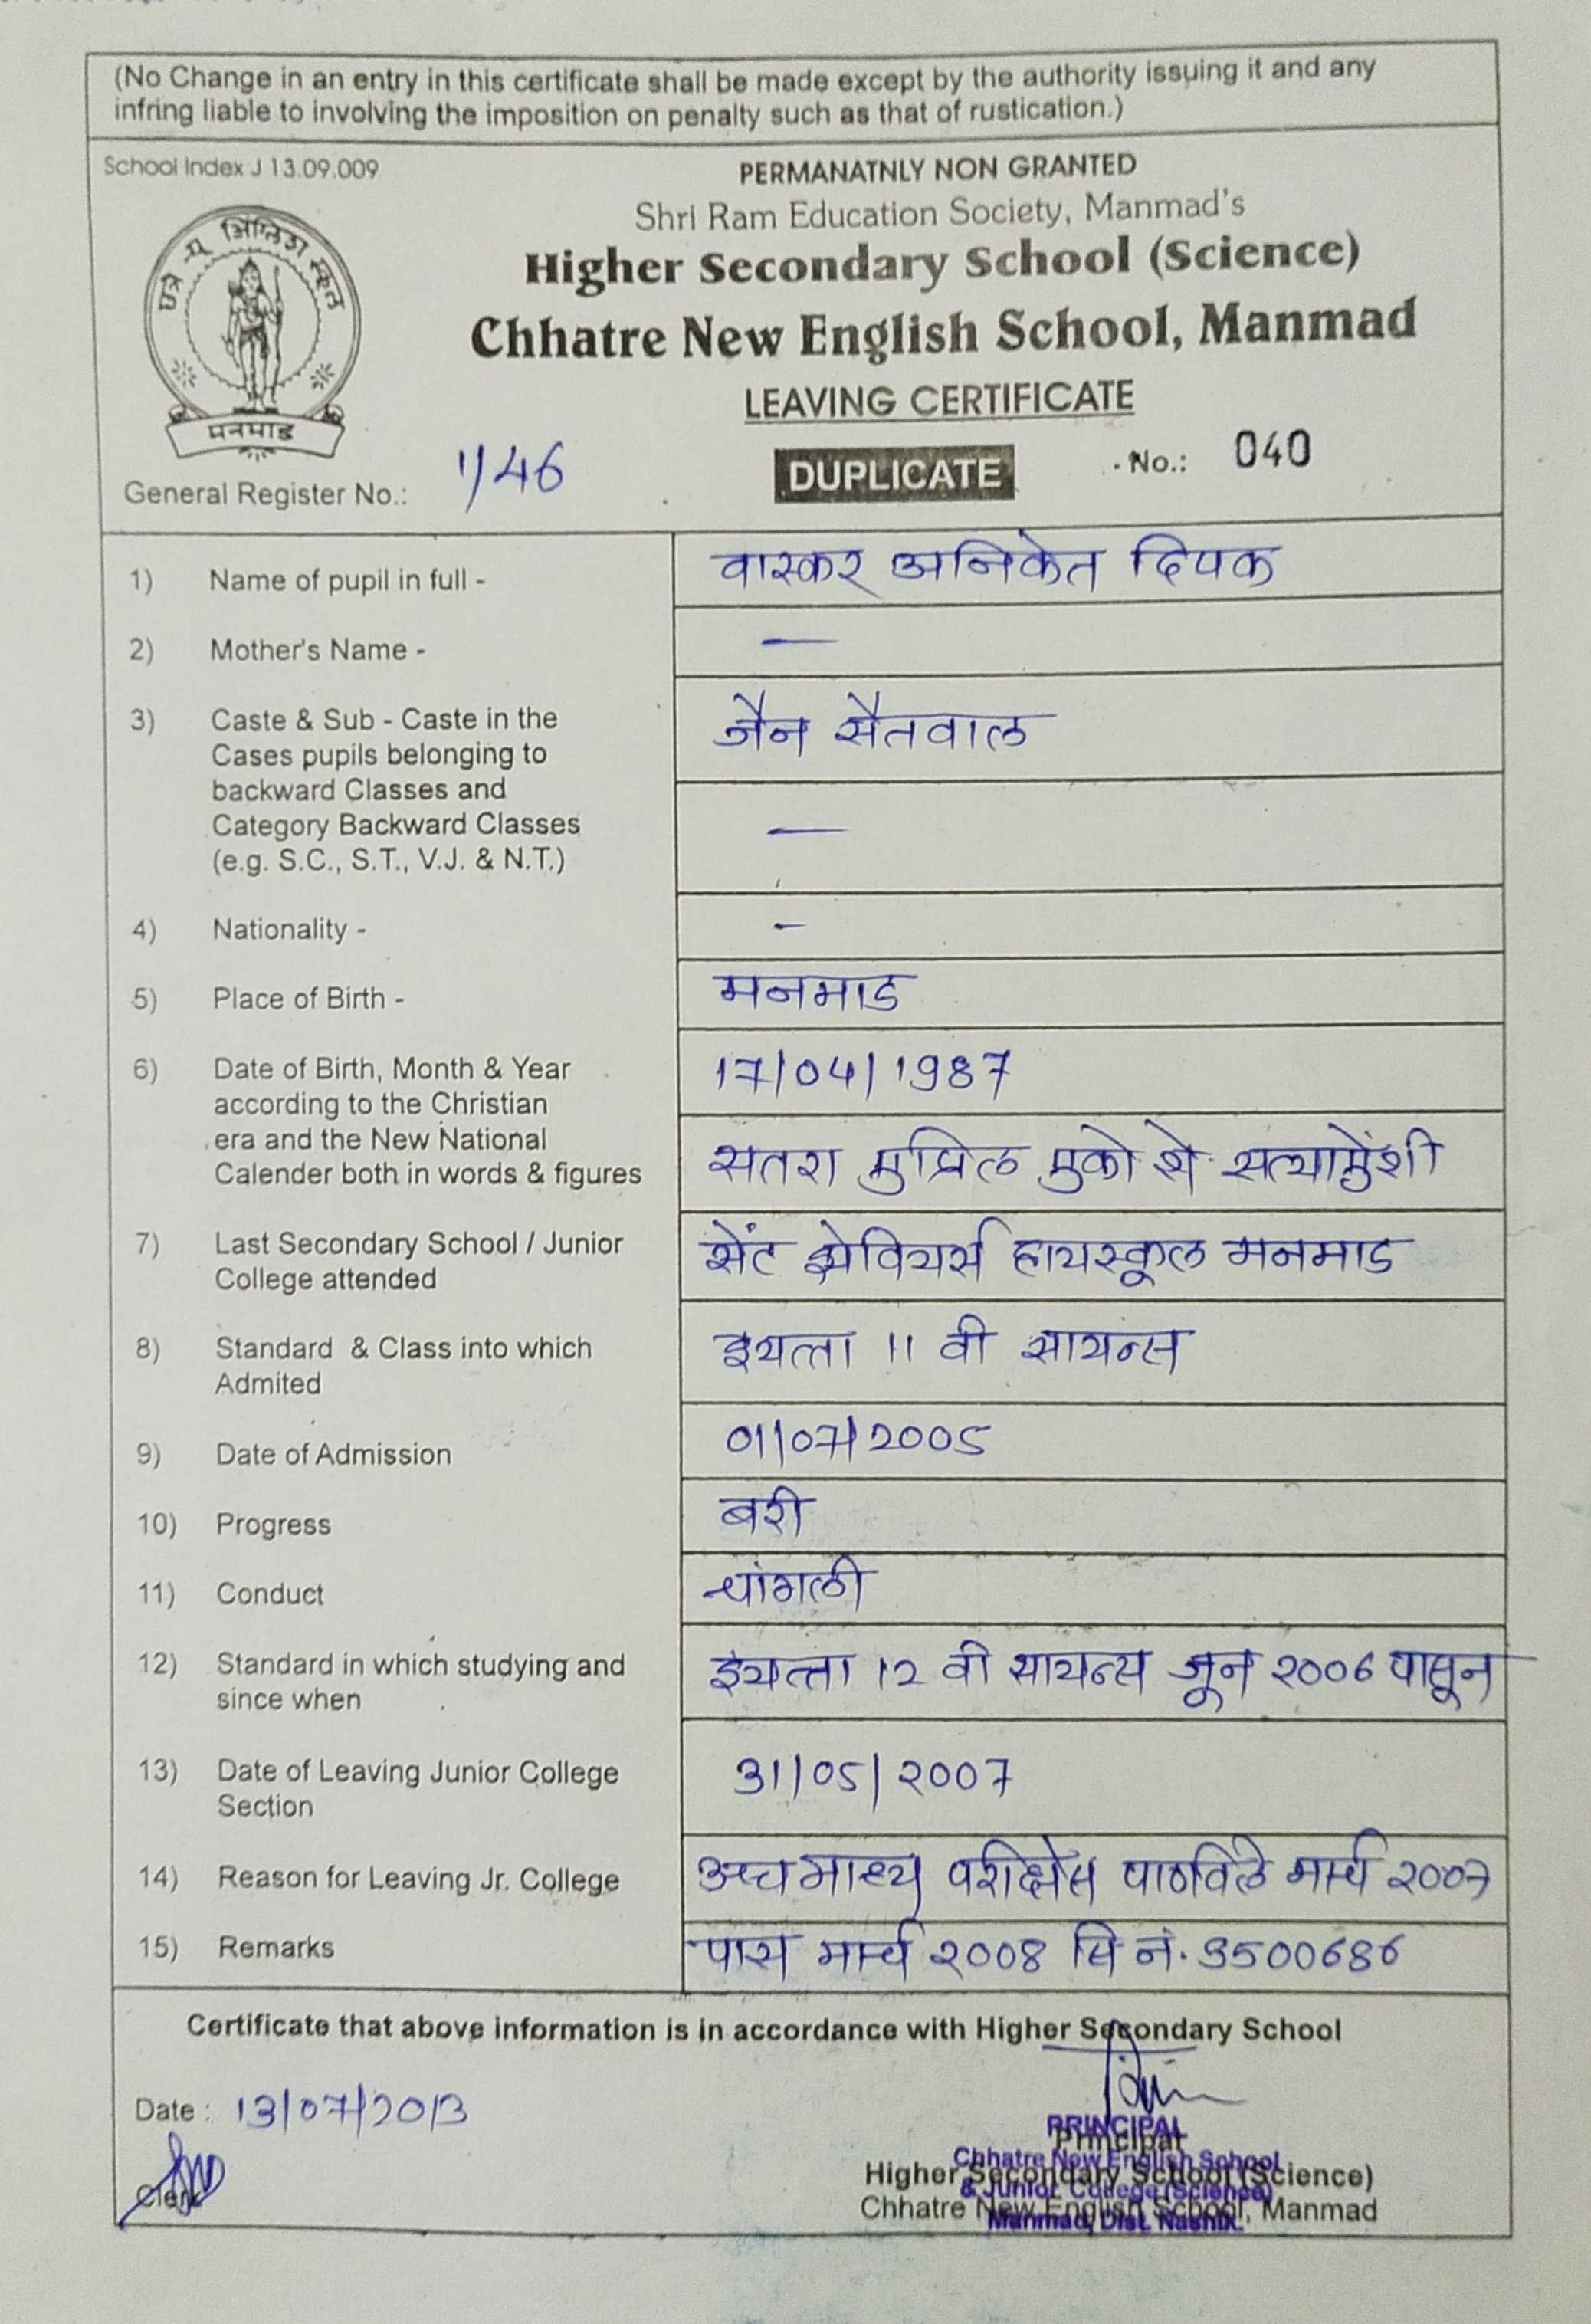 (No Change in an entry in this certificate shall be made except by the authority issuing it and any
infring liable to involving the imposition on penalty such as that of rustication.)
School Index J 13.09.009
PERMANATNLY NON GRANTED
Shri Ram Education Society, Manmad's
Higher Secondary School (Science)
Chhatre New English School, Manmad
छत्रे न्यू इंग्लिश स्कूल
मनमाड
LEAVING CERTIFICATE
General Register No.: 1/46
DUPLICATE
No.: 040
1) Name of pupil in full - वास्कर अनिकेत दिपक
2) Mother's Name - —
3) Caste & Sub - Caste in the
Cases pupils belonging to
backward Classes and
Category Backward Classes
(e.g. S.C., S.T., V.J. & N.T.)
जैन सैतवाल
—
4) Nationality - -
5) Place of Birth - मनमाड
6) Date of Birth, Month & Year
according to the Christian
era and the New National
Calender both in words & figures
17/04/1987
सतरा एप्रिल एकोशे सत्याऐंशी
7) Last Secondary School / Junior
College attended
सेंट झेवियर्स हायस्कूल मनमाड
8) Standard & Class into which
Admited
इयत्ता 11 वी सायन्स
9) Date of Admission 01/07/2005
10) Progress बरी
11) Conduct चांगली
12) Standard in which studying and
since when
इयत्ता 12 वी सायन्स जून २००6 पासून
13) Date of Leaving Junior College
Section
31/05/2007
14) Reason for Leaving Jr. College उच्च माध्य परीक्षेस पाठविले मार्च २००7
15) Remarks पास मार्च २००8 सि नं. 3500686
Certificate that above information is in accordance with Higher Secondary School
Date : 13/07/2013
Clerk
PRINCIPAL
Chhatre New English School
& Junior College (Science)
Manmad, Dist. Nashik.
Principal
Higher Secondary School (Science)
Chhatre New English School, Manmad